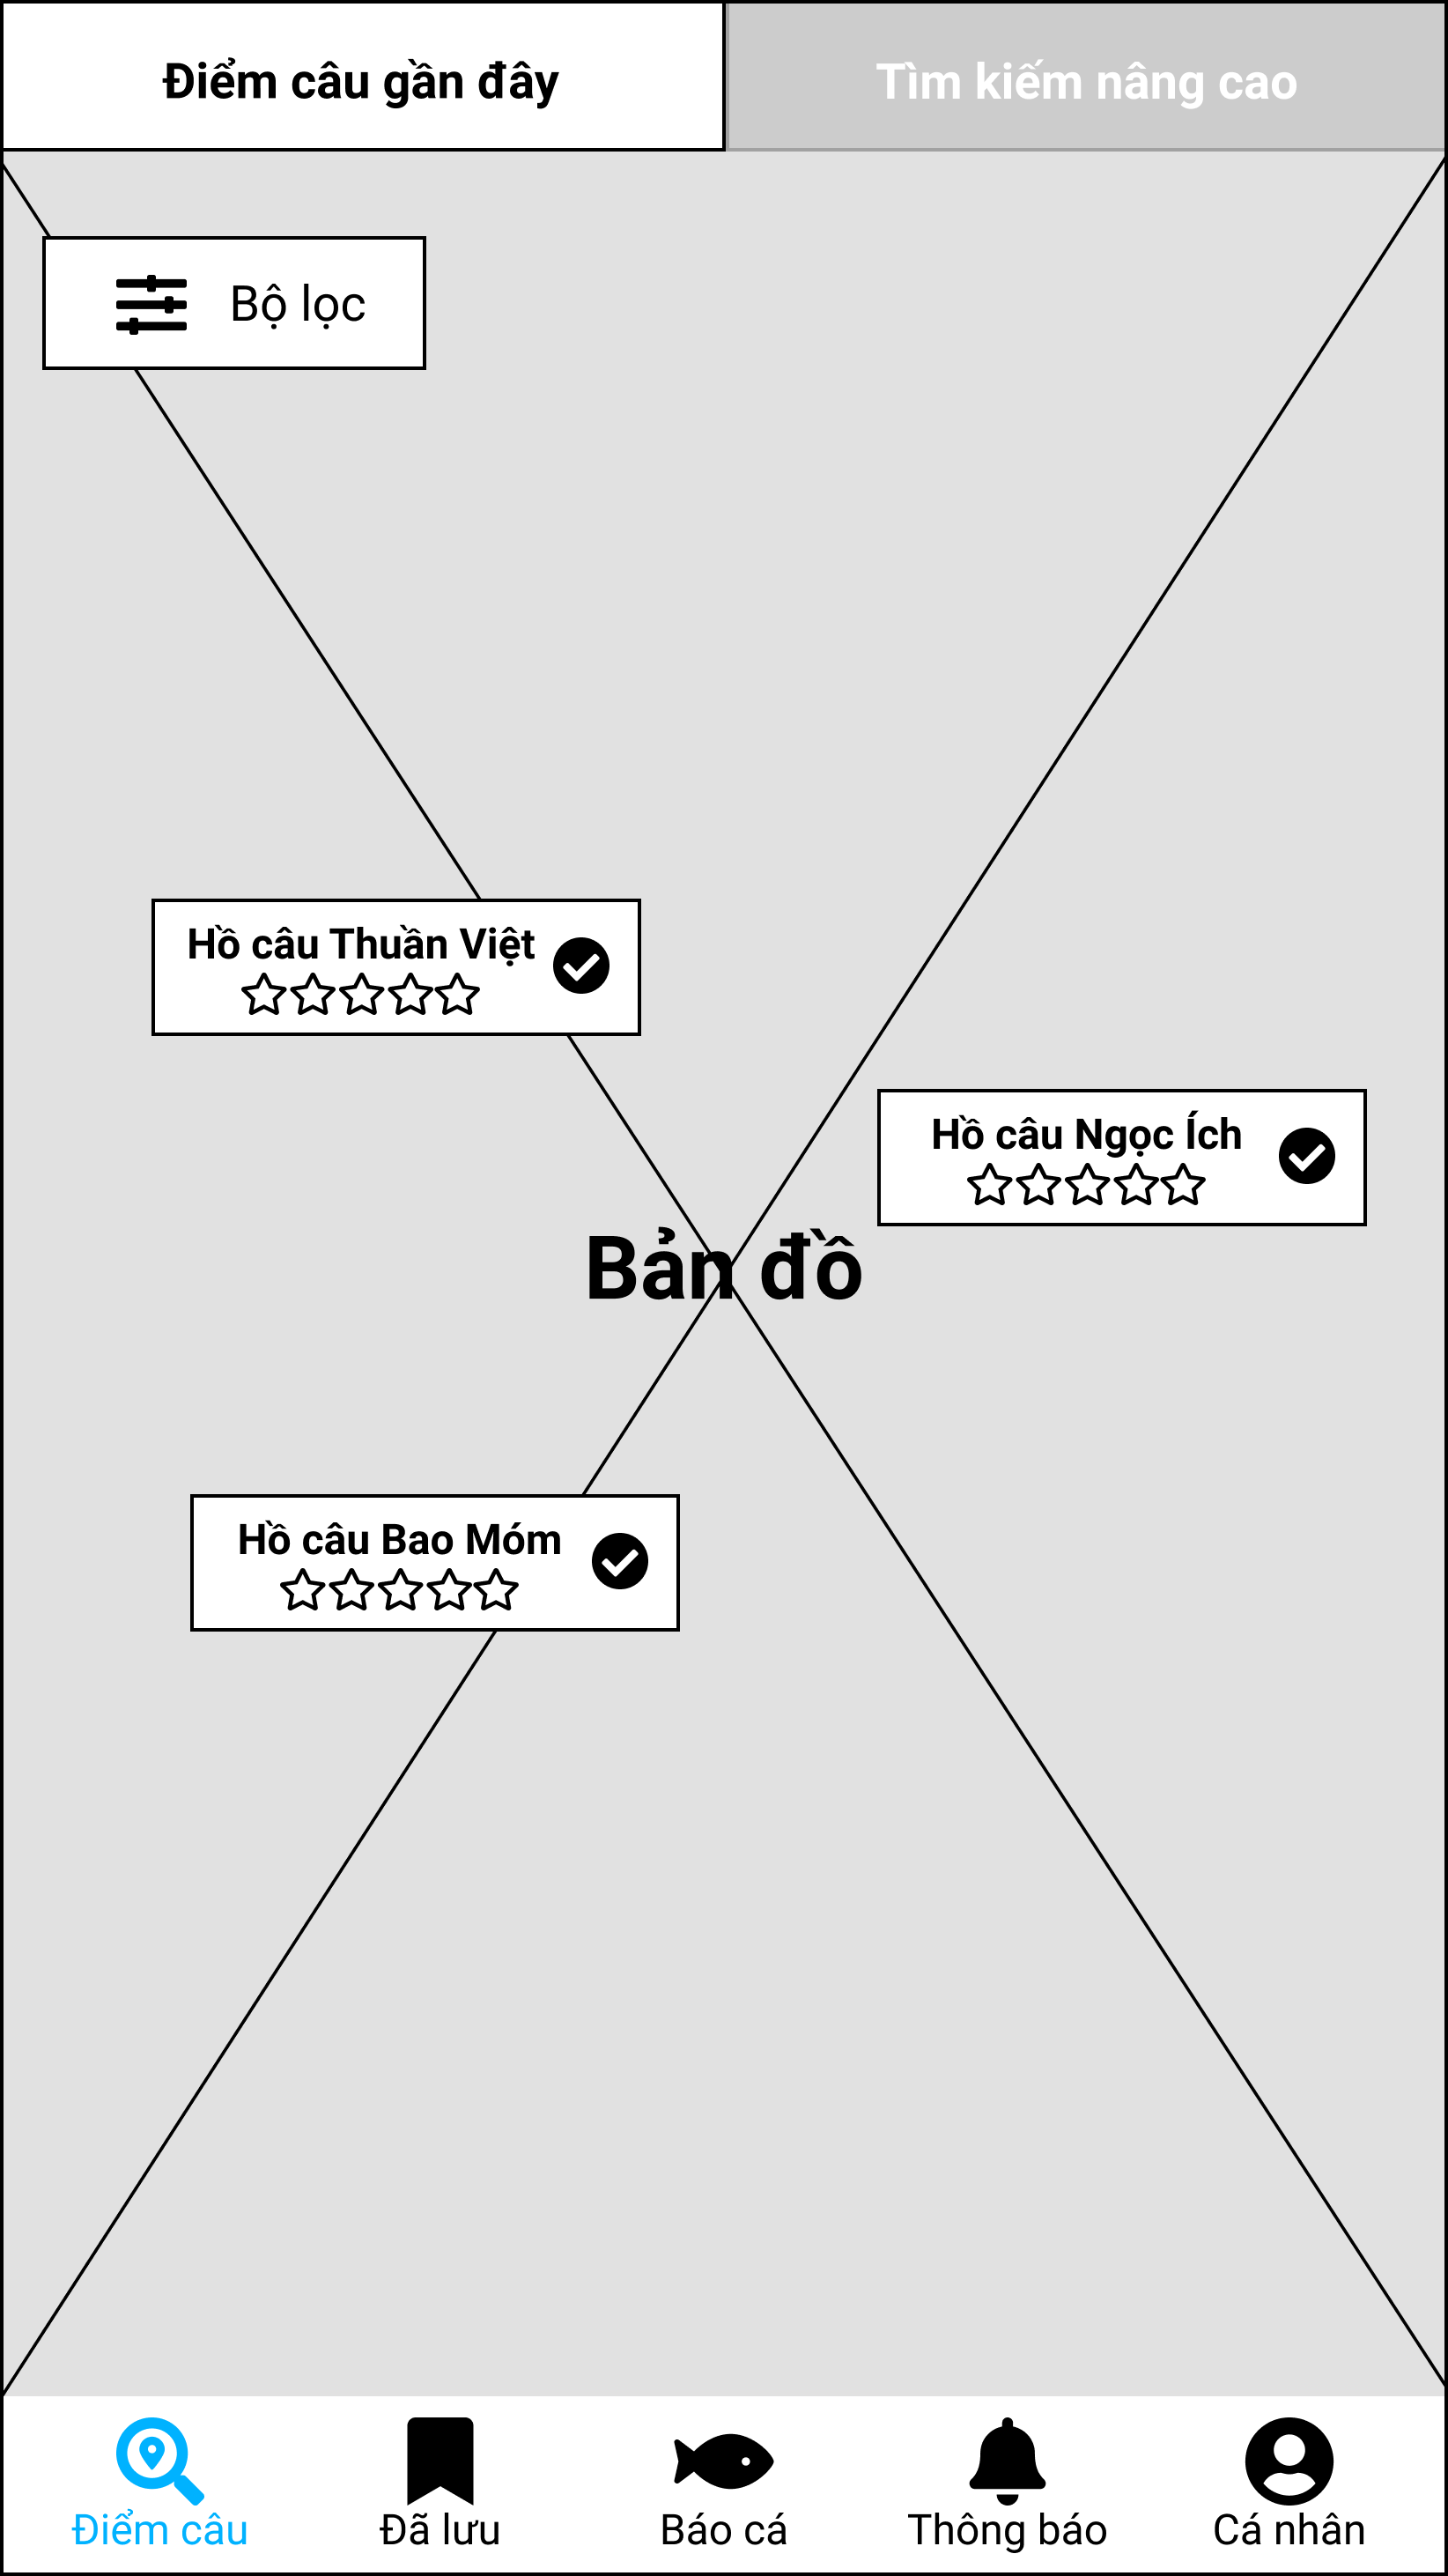 Điểm câu gần đây
Tìm kiếm nâng cao
Bộ lọc
Hồ câu Thuần Việt
Hồ câu Ngọc Ích
Bản đồ
Hồ câu Bao Móm
Điểm câu
Đã lưu
Báo cá
Thông báo
Cá nhân